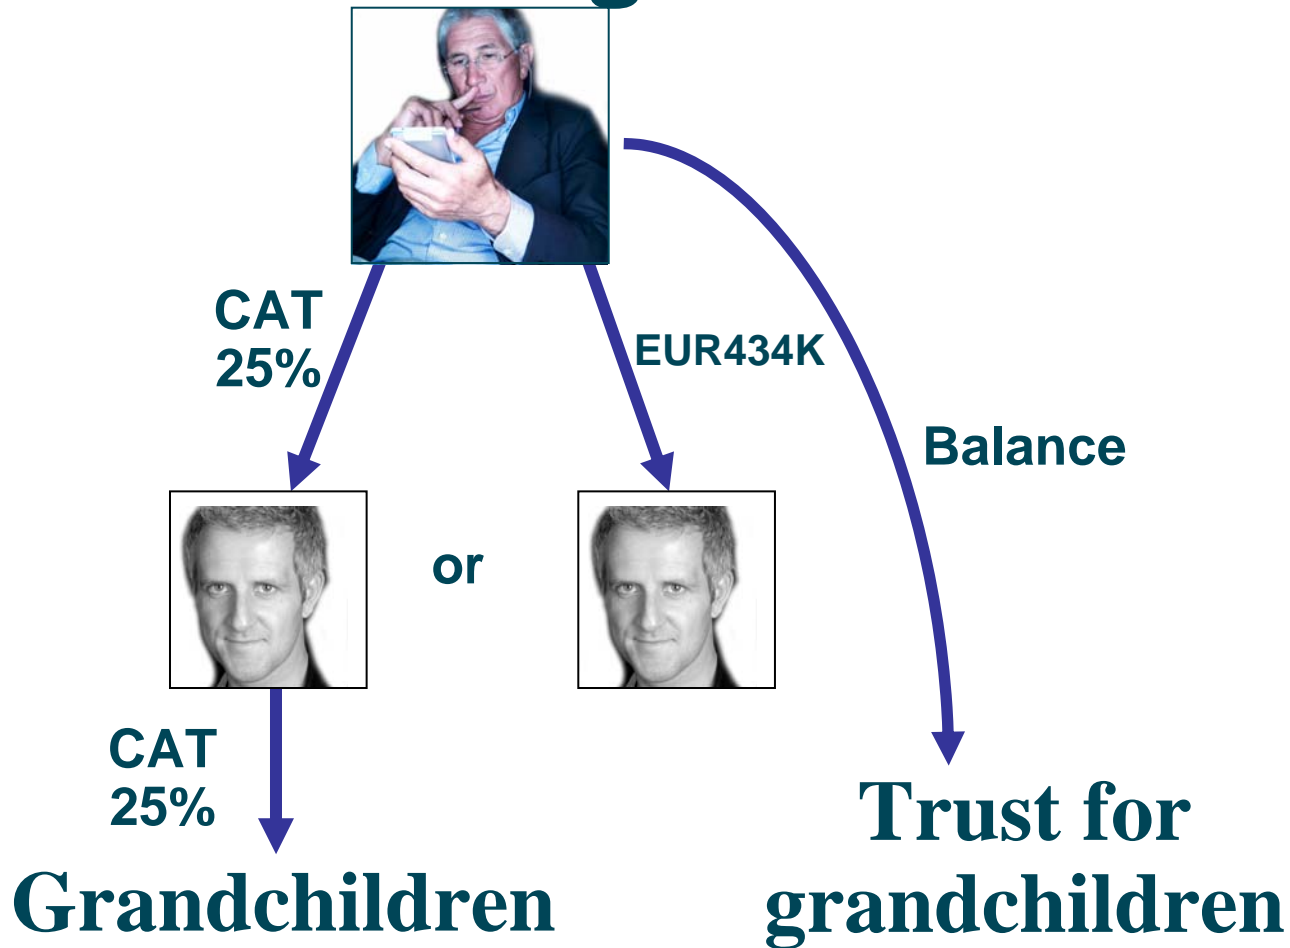 CAT
25%
EUR434K
Balance
or
CAT
25%
Trust for
grandchildren
Grandchildren